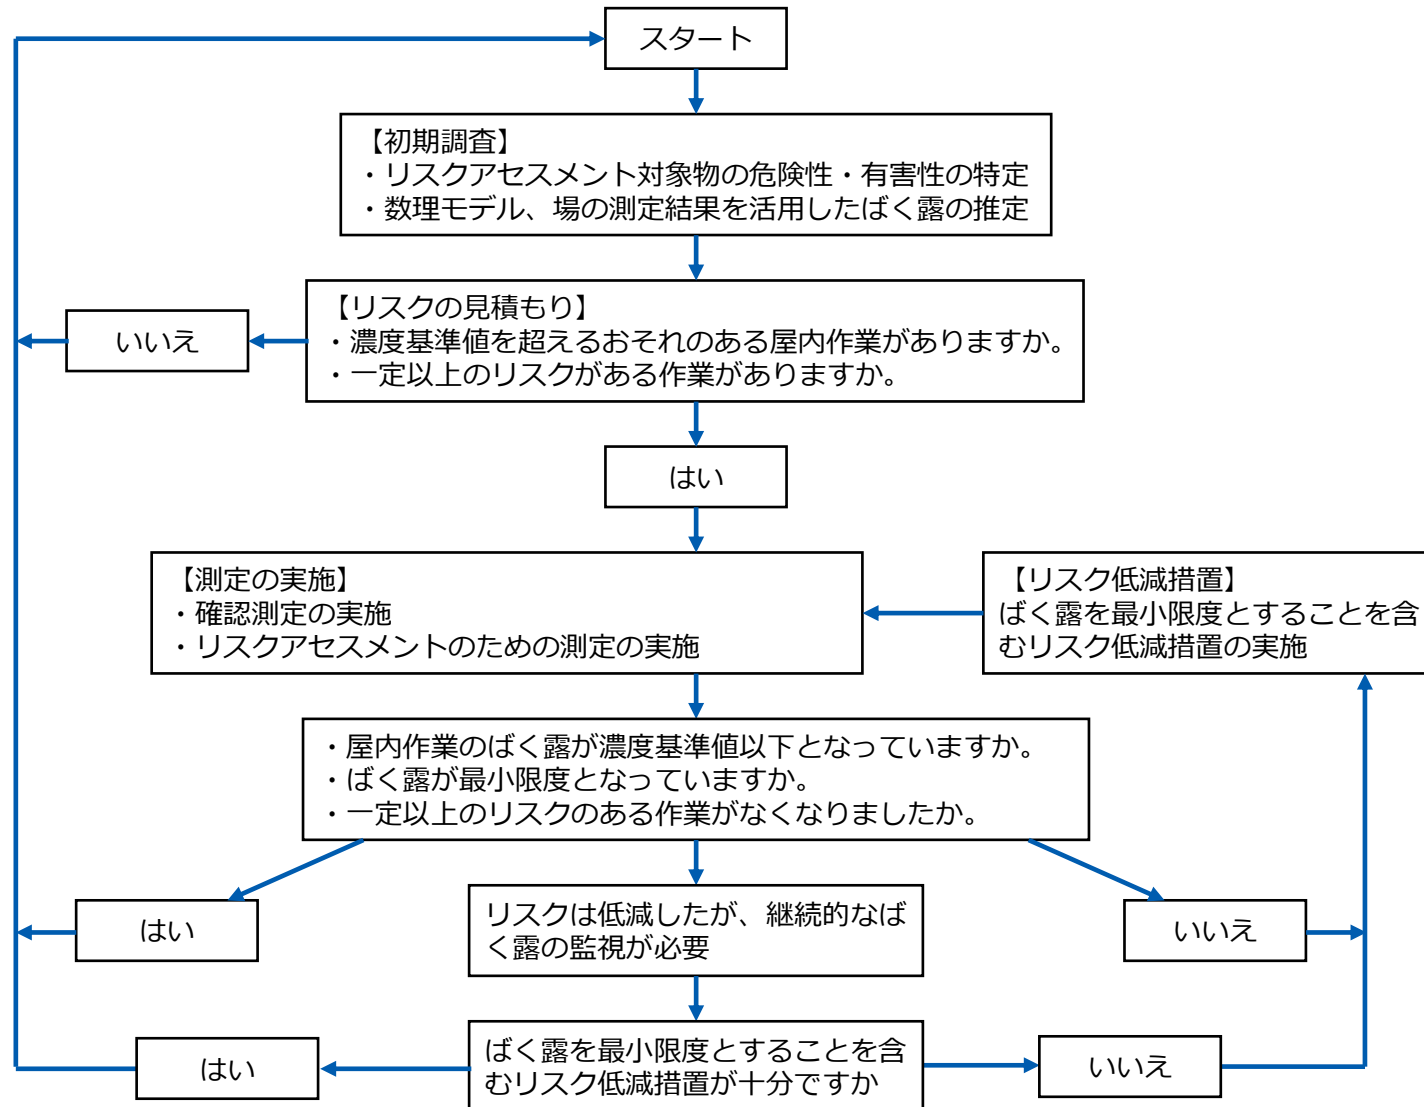 スタート
【初期調査】
・リスクアセスメント対象物の危険性・有害性の特定
・数理モデル、場の測定結果を活用したばく露の推定
【リスクの見積もり】
・濃度基準値を超えるおそれのある屋内作業がありますか。
・一定以上のリスクがある作業がありますか。
いいえ
はい
【測定の実施】
・確認測定の実施
・リスクアセスメントのための測定の実施
【リスク低減措置】
ばく露を最小限度とすることを含
むリスク低減措置の実施
・屋内作業のばく露が濃度基準値以下となっていますか。
・ばく露が最小限度となっていますか。
・一定以上のリスクのある作業がなくなりましたか。
はい
リスクは低減したが、継続的なば
く露の監視が必要
いいえ
はい
ばく露を最小限度とすることを含
むリスク低減措置が十分ですか
いいえ